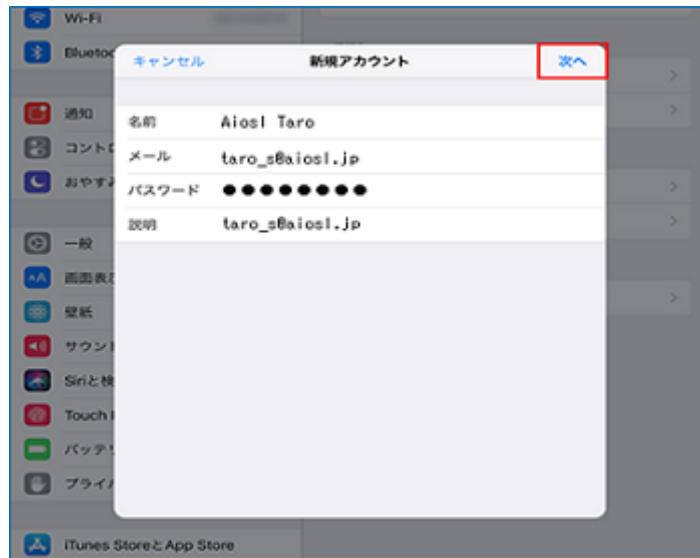 Wi-Fi
Bluetoo
キャンセル 新規アカウント 次へ
通知
名前 Aiosl Taro
コントロ
メール taro_s@aiosl.jp
おやすみ
パスワード ●●●●●●●●
説明 taro_s@aiosl.jp
一般
AA 画面表示
壁紙
サウンド
Siriと検
Touch I
バッテリ
プライバ
iTunes StoreとApp Store